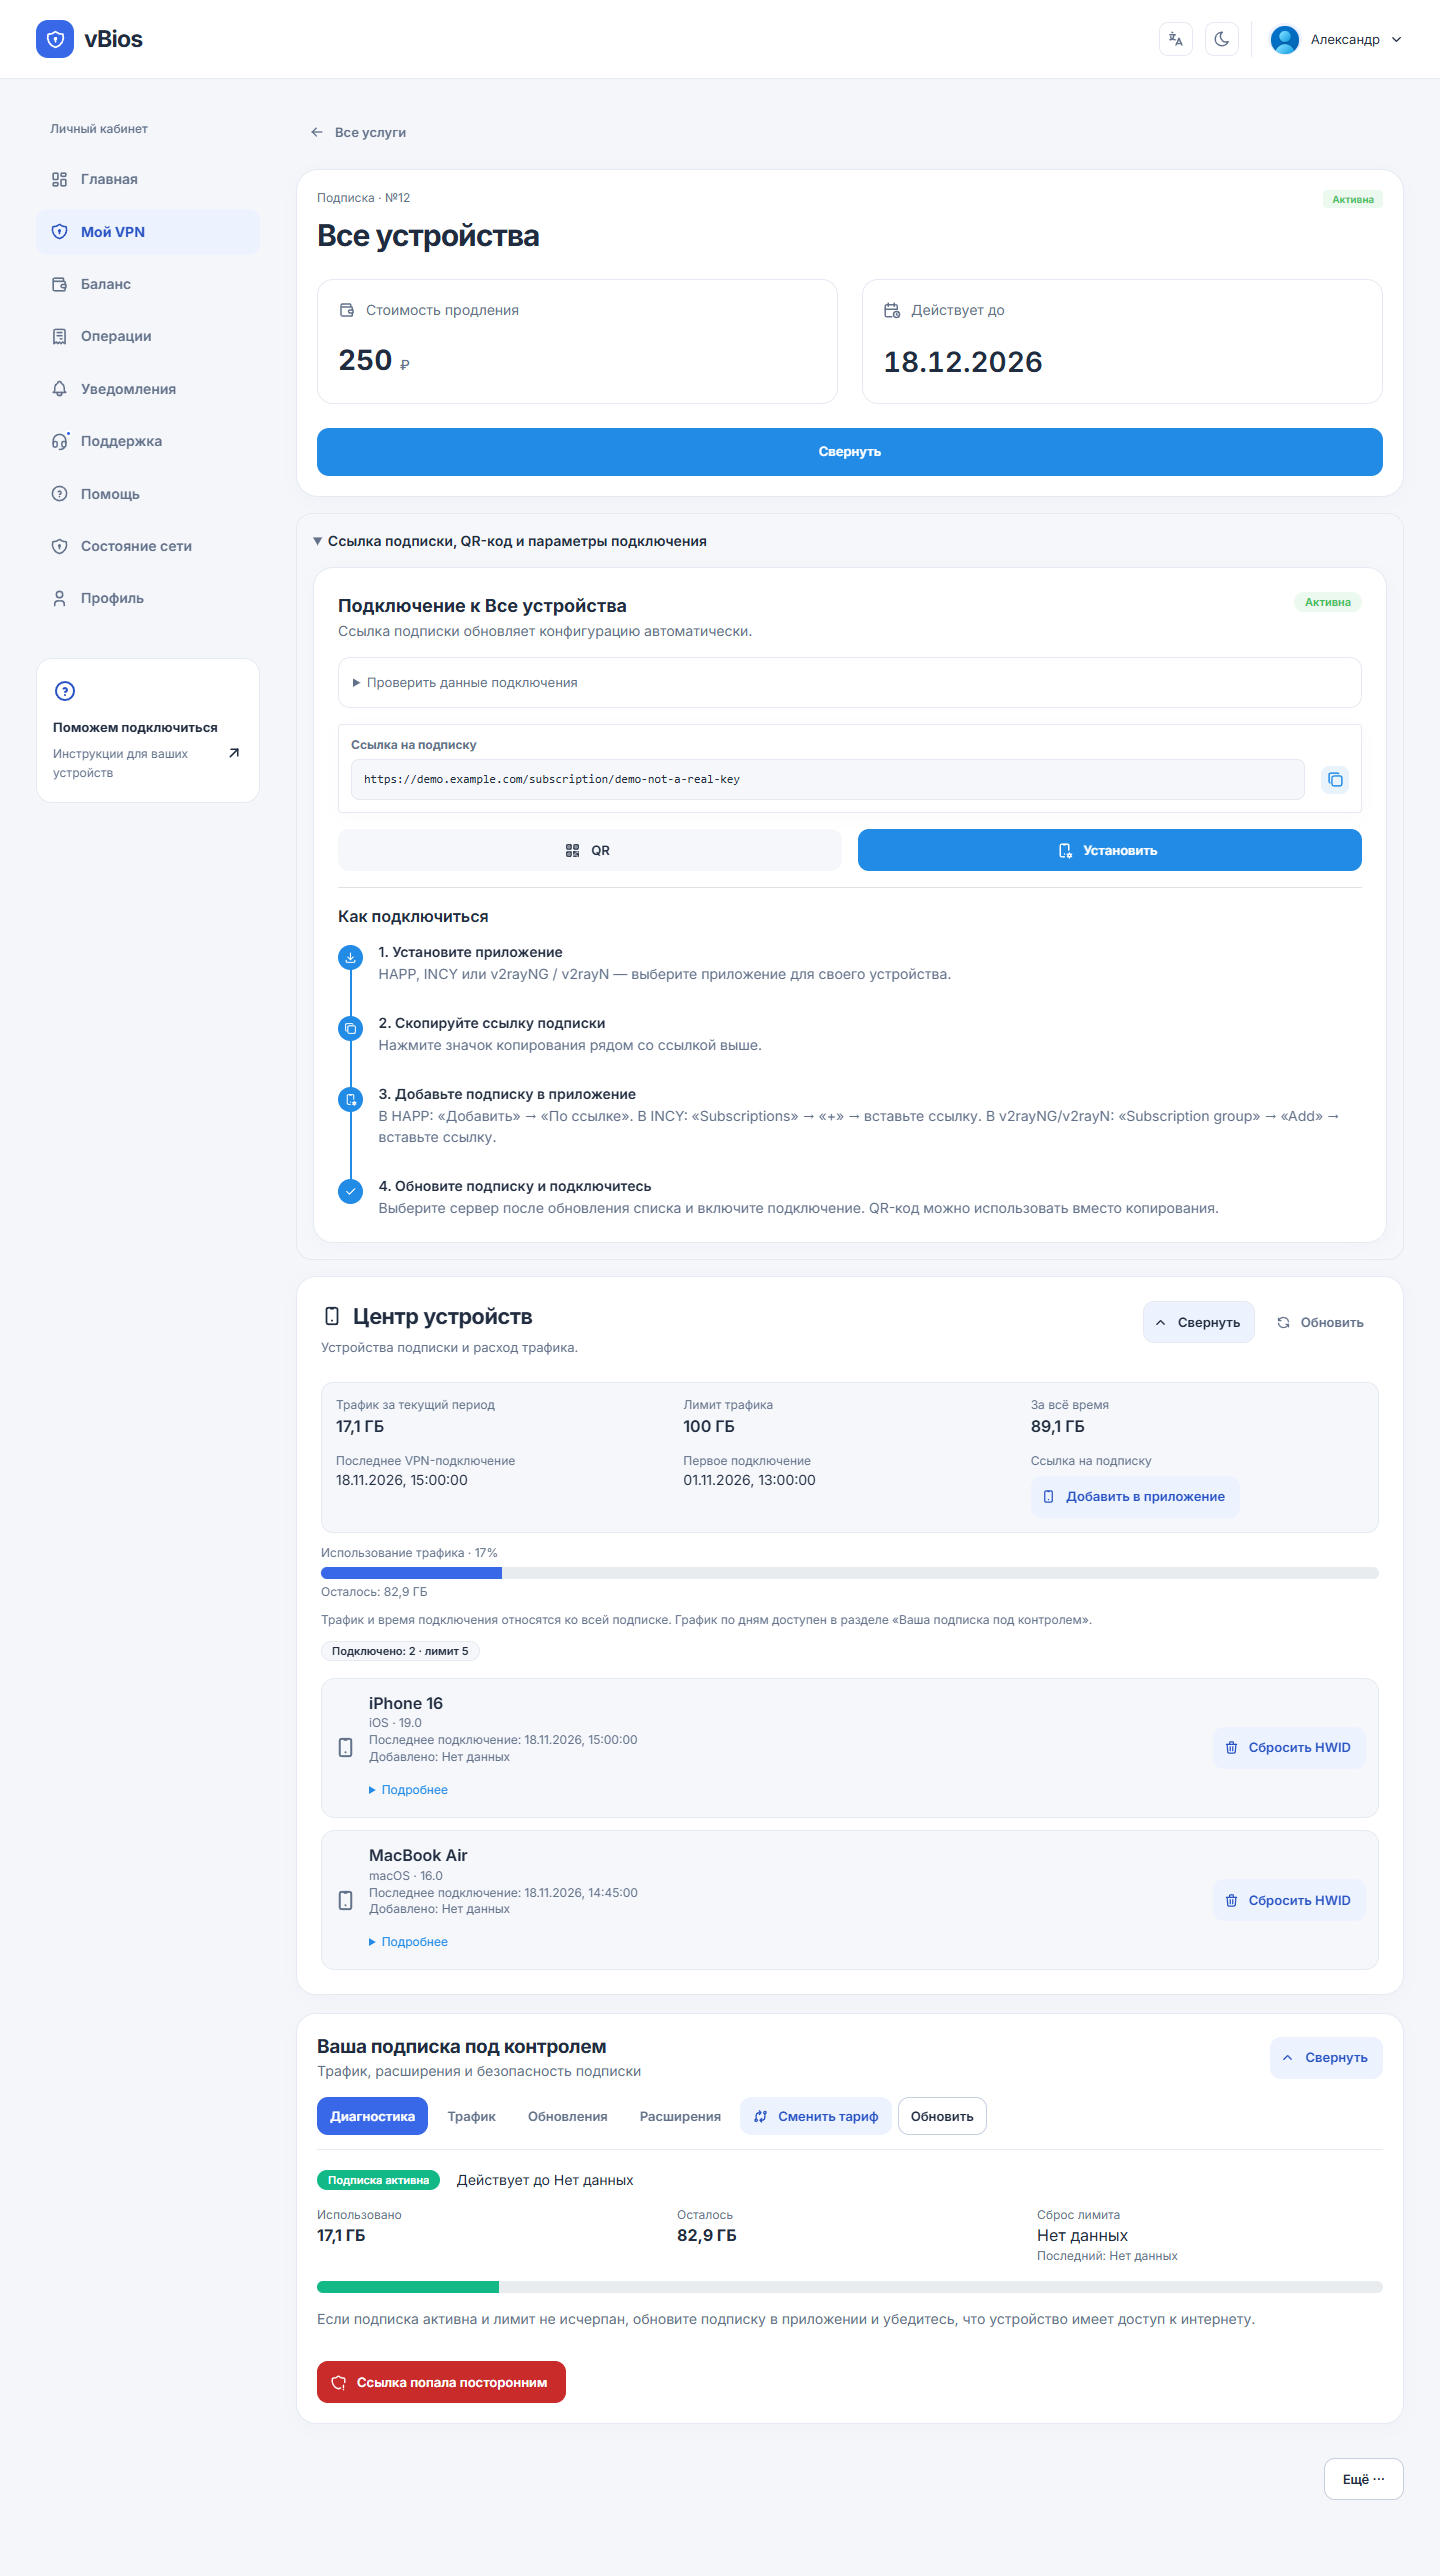 vBios
Александр
Личный кабинет
Главная
Мой VPN
Баланс
Операции
Уведомления
Поддержка
Помощь
Состояние сети
Профиль
Поможем подключиться
Инструкции для ваших
устройств
Все услуги
Подписка · №12
Активна
Все устройства
Стоимость продления
250 ₽
Действует до
18.12.2026
Свернуть
Ссылка подписки, QR-код и параметры подключения
Подключение к Все устройства
Активна
Ссылка подписки обновляет конфигурацию автоматически.
Проверить данные подключения
Ссылка на подписку
https://demo.example.com/subscription/demo-not-a-real-key
QR
Установить
Как подключиться
1. Установите приложение
HAPP, INCY или v2rayNG / v2rayN — выберите приложение для своего устройства.
2. Скопируйте ссылку подписки
Нажмите значок копирования рядом со ссылкой выше.
3. Добавьте подписку в приложение
В HAPP: «Добавить» → «По ссылке». В INCY: «Subscriptions» → «+» → вставьте ссылку. В v2rayNG/v2rayN: «Subscription group» → «Add» →
вставьте ссылку.
4. Обновите подписку и подключитесь
Выберите сервер после обновления списка и включите подключение. QR-код можно использовать вместо копирования.
Центр устройств
Свернуть
Обновить
Устройства подписки и расход трафика.
Трафик за текущий период
17,1 ГБ
Лимит трафика
100 ГБ
За всё время
89,1 ГБ
Последнее VPN-подключение
18.11.2026, 15:00:00
Первое подключение
01.11.2026, 13:00:00
Ссылка на подписку
Добавить в приложение
Использование трафика · 17%
Осталось: 82,9 ГБ
Трафик и время подключения относятся ко всей подписке. График по дням доступен в разделе «Ваша подписка под контролем».
Подключено: 2 · лимит 5
iPhone 16
iOS · 19.0
Последнее подключение: 18.11.2026, 15:00:00
Добавлено: Нет данных
Подробнее
Сбросить HWID
MacBook Air
macOS · 16.0
Последнее подключение: 18.11.2026, 14:45:00
Добавлено: Нет данных
Подробнее
Сбросить HWID
Ваша подписка под контролем
Трафик, расширения и безопасность подписки
Свернуть
Диагностика
Трафик
Обновления
Расширения
Сменить тариф
Обновить
Подписка активна
Действует до Нет данных
Использовано
17,1 ГБ
Осталось
82,9 ГБ
Сброс лимита
Нет данных
Последний: Нет данных
Если подписка активна и лимит не исчерпан, обновите подписку в приложении и убедитесь, что устройство имеет доступ к интернету.
Ссылка попала посторонним
Ещё ···